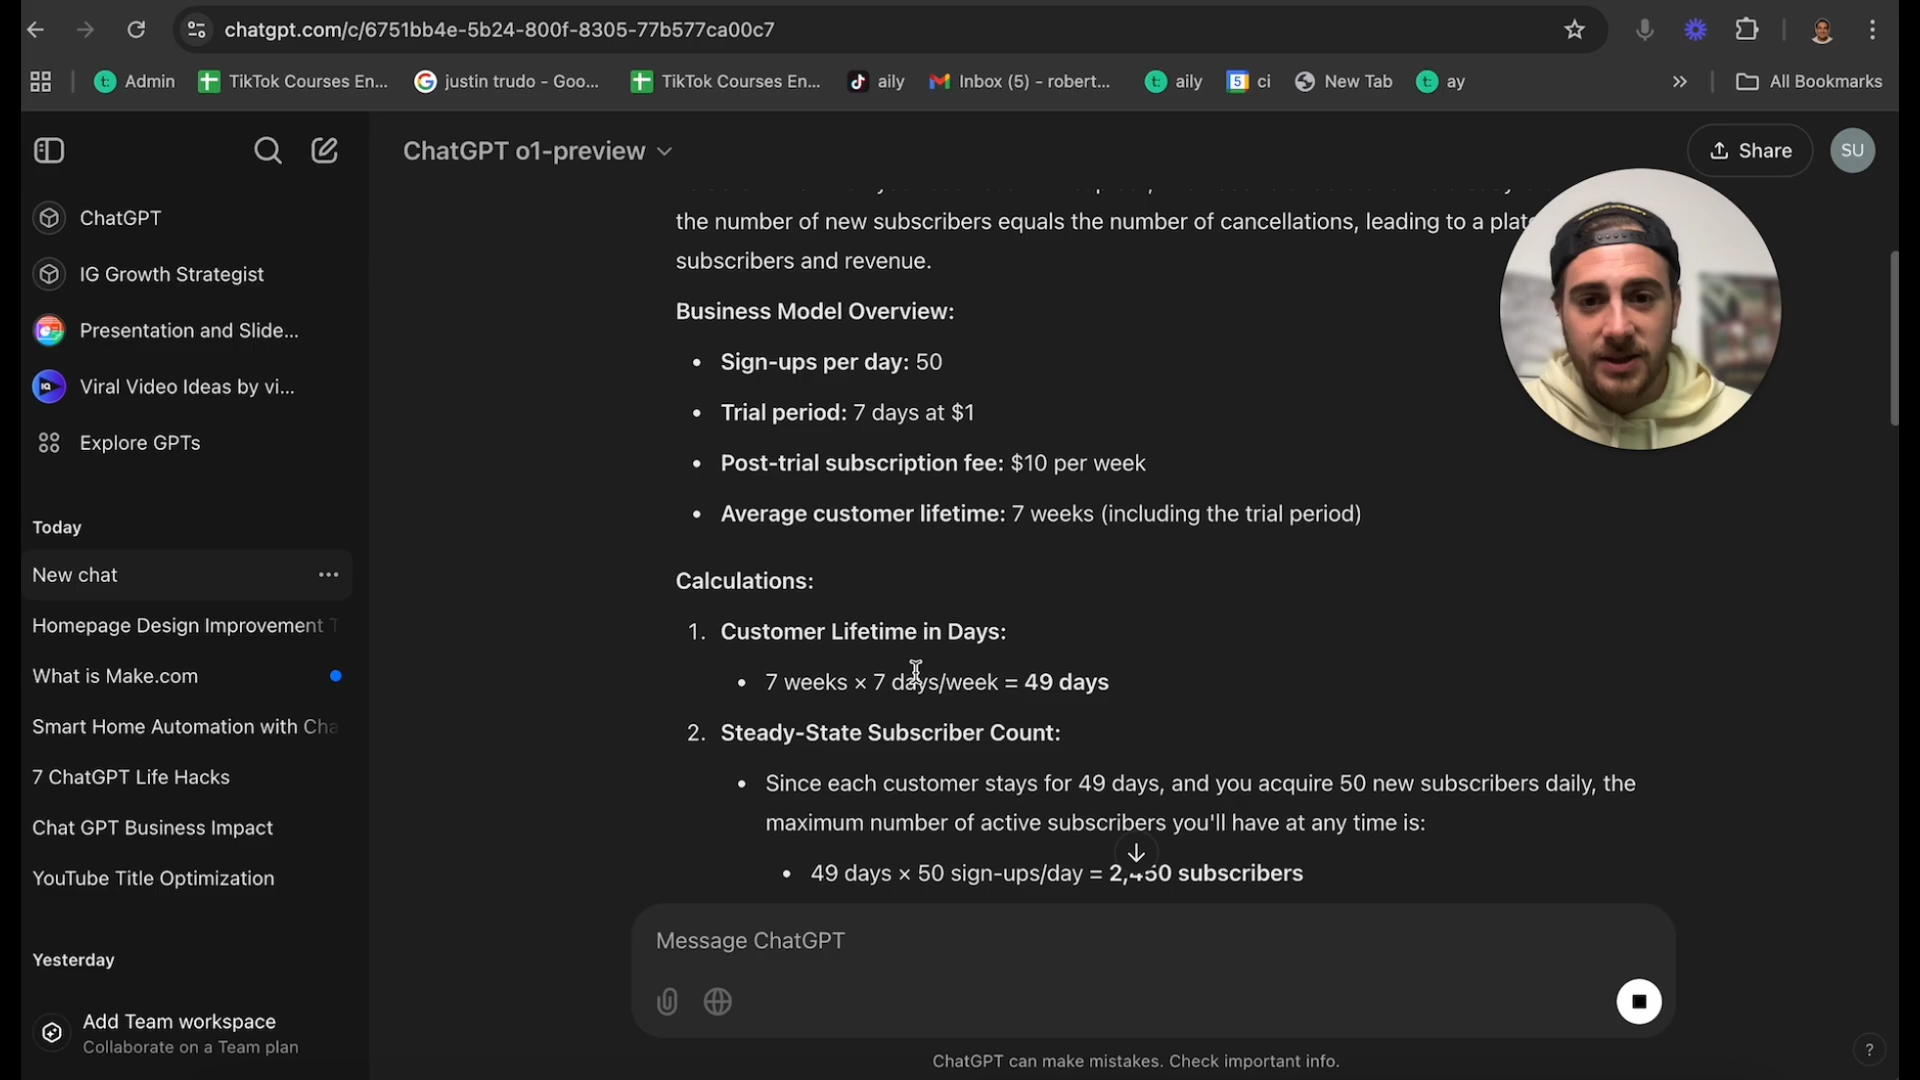 chatgpt.com/c/6751bb4e-5b24-800f-8305-77b577ca00c7
Admin
TikTok Courses En...
justin trudo - Goo...
TikTok Courses En...
aily
Inbox (5) - robert...
aily
5 ci
New Tab
ay
All Bookmarks
ChatGPT o1-preview
Share
SU
ChatGPT
IG Growth Strategist
Presentation and Slide...
Viral Video Ideas by vi...
Explore GPTs
Today
New chat
Homepage Design Improvement T
What is Make.com
Smart Home Automation with Cha
7 ChatGPT Life Hacks
Chat GPT Business Impact
YouTube Title Optimization
Yesterday
Add Team workspace
Collaborate on a Team plan
the number of new subscribers equals the number of cancellations, leading to a
subscribers and revenue.
Business Model Overview:
• Sign-ups per day: 50
• Trial period: 7 days at $1
• Post-trial subscription fee: $10 per week
• Average customer lifetime: 7 weeks (including the trial period)
Calculations:
1. Customer Lifetime in Days:
• 7 weeks × 7 days/week = 49 days
2. Steady-State Subscriber Count:
• Since each customer stays for 49 days, and you acquire 50 new subscribers daily, the
maximum number of active subscribers you'll have at any time is:
• 49 days × 50 sign-ups/day = 2,450 subscribers
Message ChatGPT
ChatGPT can make mistakes. Check important info.
?